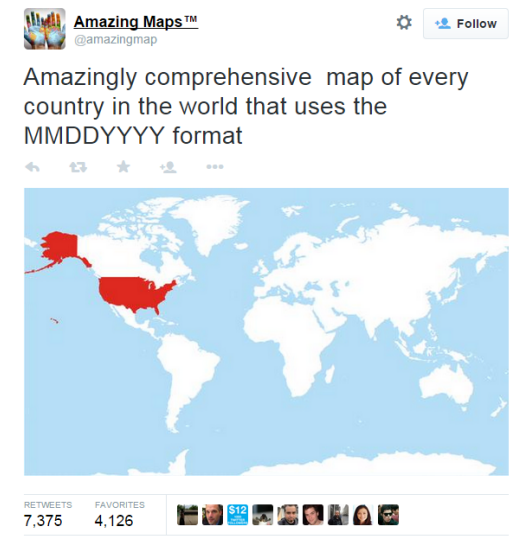 Amazing Maps™
@amazingmap
Follow
Amazingly comprehensive map of every
country in the world that uses the
MMDDYYYY format
RETWEETS
FAVORITES
7,375
4,126
$12